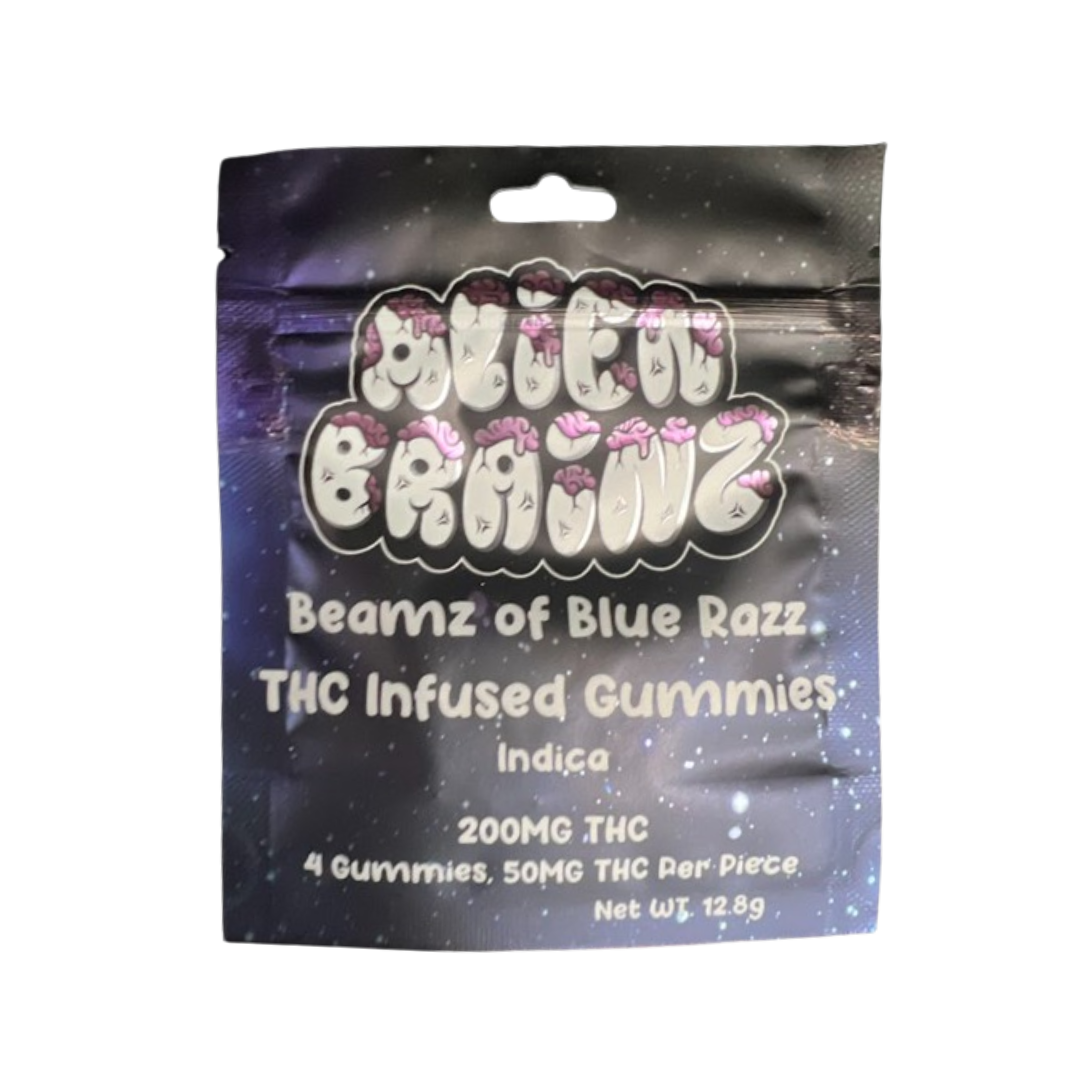 ALiEN
BRAiNZ
Beamz of Blue Razz
THC Infused Gummies
Indica
200MG THC
4 Gummies, 50MG THC Per Piece
Net WT. 12.8g